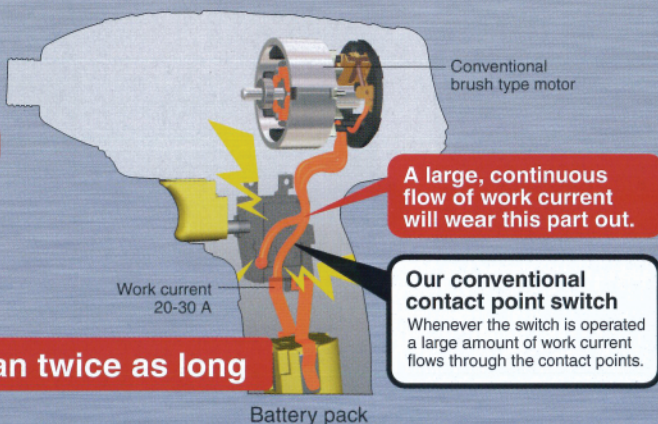 Conventional
brush type motor
A large, continuous
flow of work current
will wear this part out.
Work current
20-30 A
Our conventional
contact point switch
Whenever the switch is operated
a large amount of work current
flows through the contact points.
twice as long
Battery pack